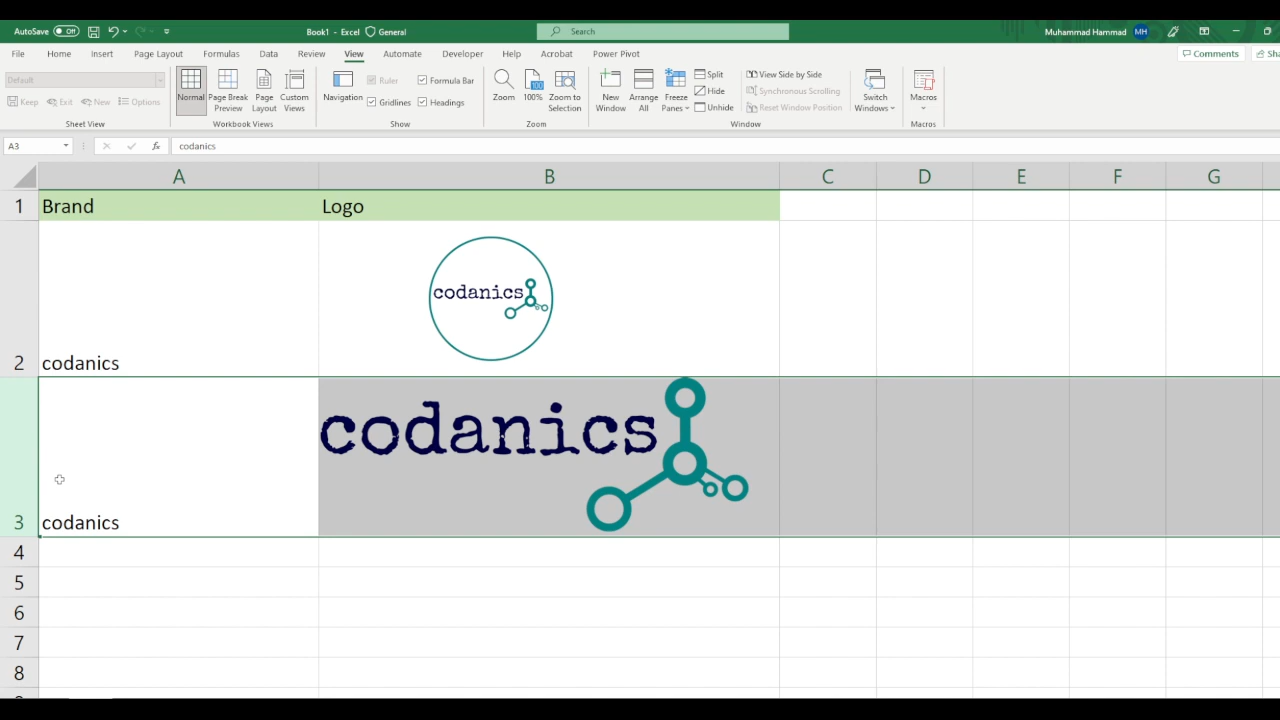 AutoSave Off Book1 - Excel General Search Muhammad Hammad MH
File Home Insert Page Layout Formulas Data Review View Automate Developer Help Acrobat Power Pivot Comments
Default
Keep Exit New Options
Sheet View
Normal Page Break Preview Page Layout Custom Views
Workbook Views
Navigation Ruler Formula Bar
Gridlines Headings
Show
Zoom 100% Zoom to Selection
Zoom
New Window Arrange All Freeze Panes Split Hide Unhide
View Side by Side
Synchronous Scrolling
Reset Window Position
Switch Windows
Window
Macros
Macros
A3 fx codanics
A B C D E F G
1 Brand Logo
codanics
2 codanics
codanics
3 codanics
4
5
6
7
8